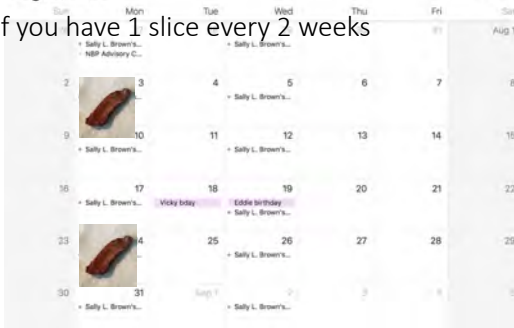 Sun Mon Tue Wed Thu Fri Sat
if you have 1 slice every 2 weeks
31 Aug 1
• Sally L. Brown's... • Sally L. Brown's...
• NBP Advisory C...
2 3 4 5 6 7 8
• Sally L. Brown's...
9 10 11 12 13 14 15
• Sally L. Brown's... • Sally L. Brown's...
16 17 18 19 20 21 22
• Sally L. Brown's... Vicky bday Eddie birthday
• Sally L. Brown's...
23 4 25 26 27 28 29
• Sally L. Brown's...
30 31 Sep 1 2 3 4 5
• Sally L. Brown's... • Sally L. Brown's...